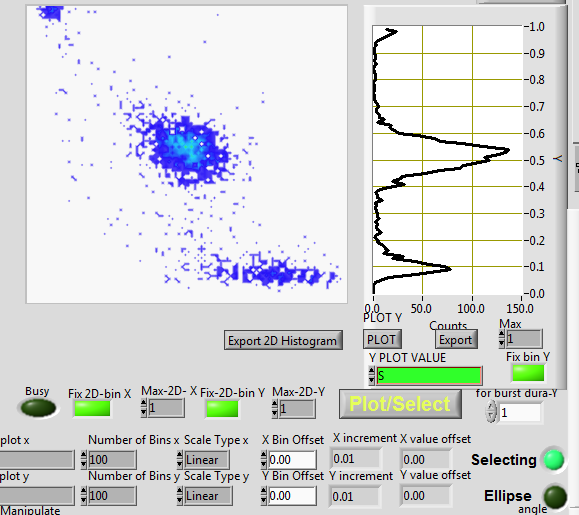 1.0
0.9
0.8
0.7
0.6
0.5
0.4
0.3
0.2
0.1
0.0
Y
0.0 50.0 100.0 150.0
Counts
PLOT Y
Max
Export 2D Histogram
PLOT Export 1
Y PLOT VALUE Fix bin Y
S
Busy Fix 2D-bin X Max-2D- X Fix-2D-bin Y Max-2D-Y for burst dura-Y
1 1 Plot/Select 1
plot x Number of Bins x Scale Type x X Bin Offset X increment X value offset
100 Linear 0.00 0.01 0.00 Selecting
plot y Number of Bins y Scale Type y Y Bin Offset Y increment Y value offset
100 Linear 0.00 0.01 0.00 Ellipse
Manipulate angle